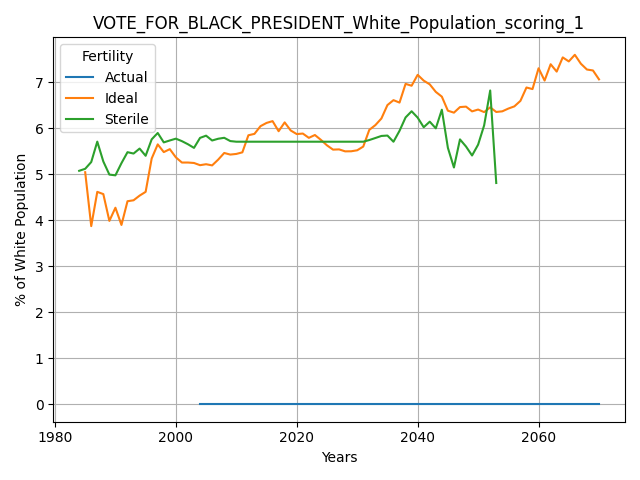 VOTE_FOR_BLACK_PRESIDENT_White_Population_scoring_1
Fertility
Actual
Ideal
Sterile
% of White Population
7
6
5
4
3
2
1
0
1980 2000 2020 2040 2060
Years